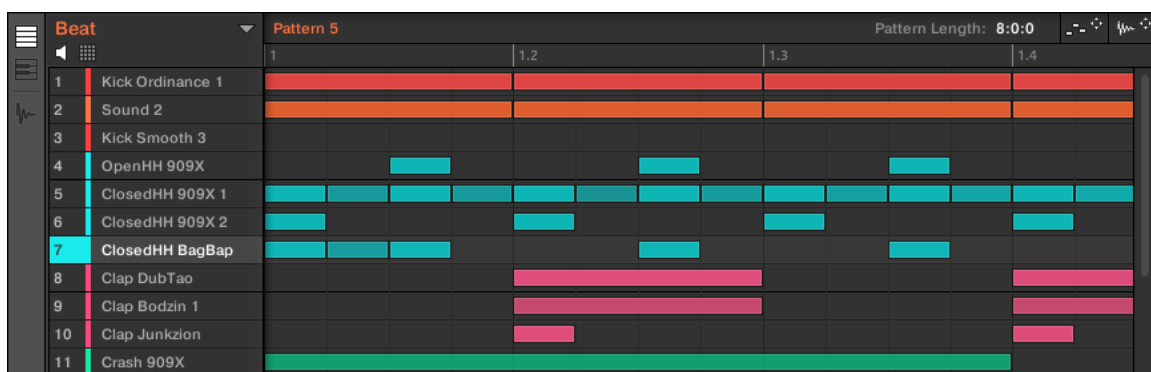 Beat Pattern 5 Pattern Length: 8:0:0
1 1.2 1.3 1.4
1 Kick Ordinance 1
2 Sound 2
3 Kick Smooth 3
4 OpenHH 909X
5 ClosedHH 909X 1
6 ClosedHH 909X 2
7 ClosedHH BagBap
8 Clap DubTao
9 Clap Bodzin 1
10 Clap Junkzion
11 Crash 909X